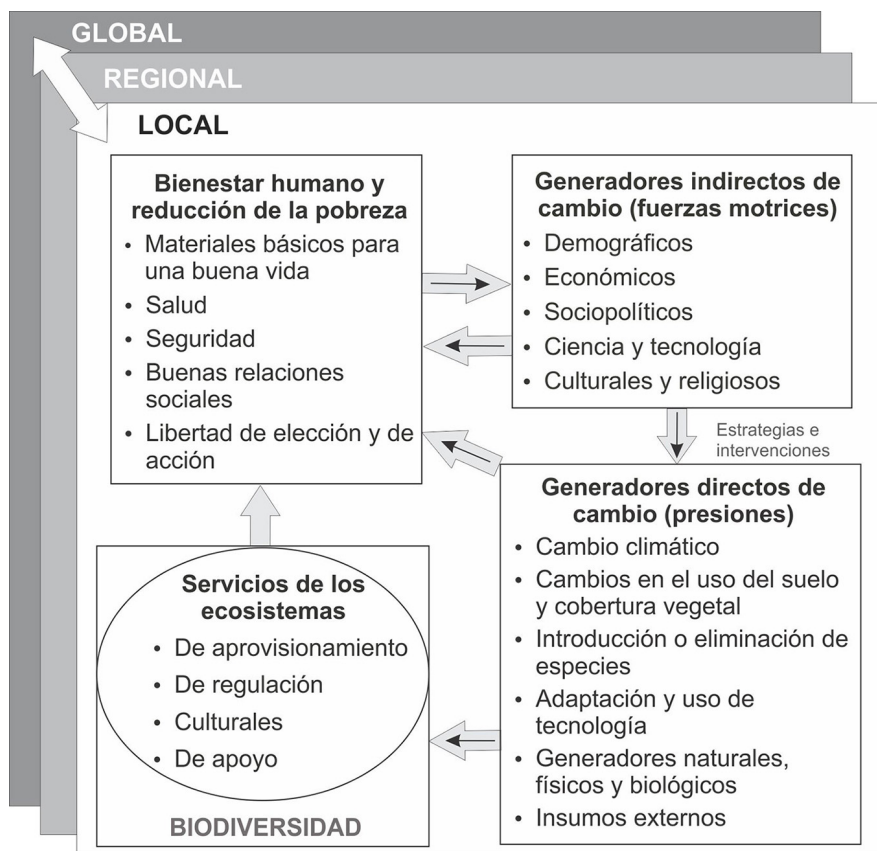 GLOBAL
REGIONAL
LOCAL
Bienestar humano y
reducción de la pobreza
• Materiales básicos para
una buena vida
• Salud
• Seguridad
• Buenas relaciones
sociales
• Libertad de elección y de
acción
Generadores indirectos de
cambio (fuerzas motrices)
• Demográficos
• Económicos
• Sociopolíticos
• Ciencia y tecnología
• Culturales y religiosos
Estrategias e
intervenciones
Generadores directos de
cambio (presiones)
• Cambio climático
• Cambios en el uso del suelo
y cobertura vegetal
• Introducción o eliminación de
especies
• Adaptación y uso de
tecnología
• Generadores naturales,
físicos y biológicos
• Insumos externos
Servicios de los
ecosistemas
• De aprovisionamiento
• De regulación
• Culturales
• De apoyo
BIODIVERSIDAD